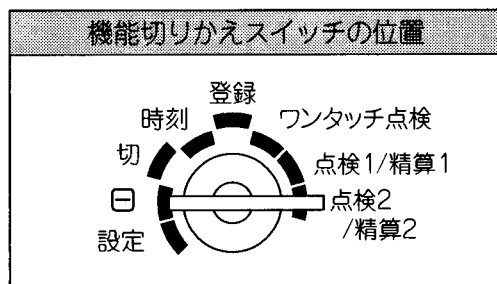 機能切りかえスイッチの位置
登録
時刻
ワンタッチ点検
切
点検1/精算1
⊟
点検2
/精算2
設定